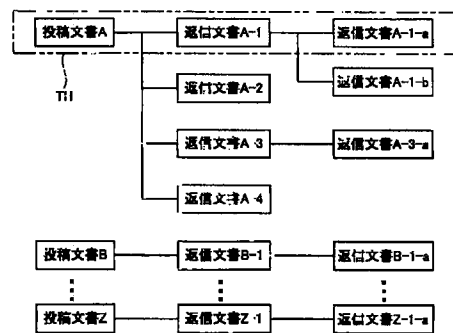 投稿文書A 返信文書A-1 返信文書A-1-a
TH 返信文書A-2 返信文書A-1-b
返信文書A-3 返信文書A-3-a
返信文書A-4
投稿文書B 返信文書B-1 返信文書B-1-a
投稿文書Z 返信文書Z-1 返信文書Z-1-a